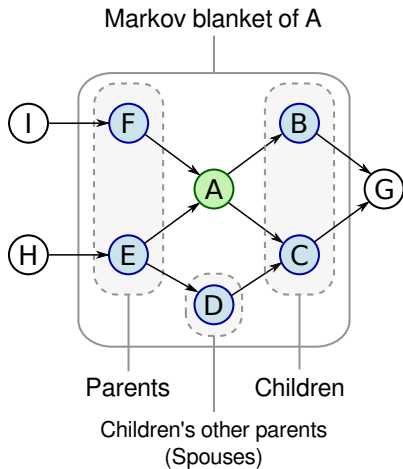 Markov blanket of A
I
F
B
A
G
H
E
C
D
Parents
Children
Children's other parents
(Spouses)